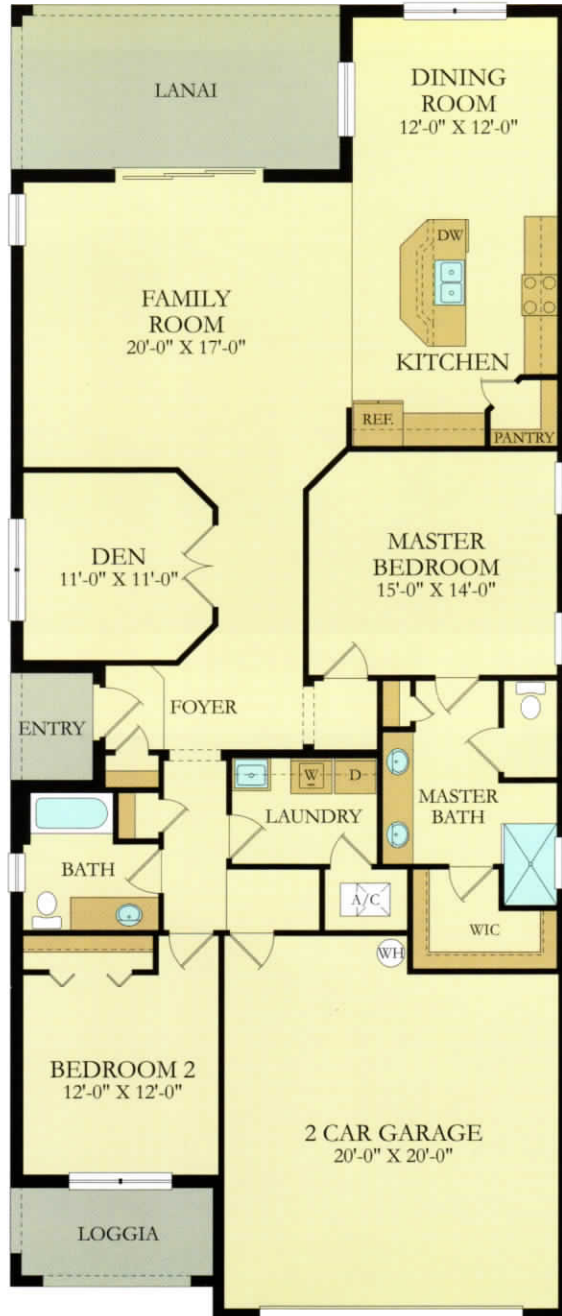 LANAI
DINING
ROOM
12'-0" X 12'-0"
DW
FAMILY
ROOM
20'-0" X 17'-0"
KITCHEN
REF.
PANTRY
DEN
11'-0" X 11'-0"
MASTER
BEDROOM
15'-0" X 14'-0"
ENTRY
FOYER
W
D
LAUNDRY
MASTER
BATH
BATH
A/C
WIC
WH
BEDROOM 2
12'-0" X 12'-0"
2 CAR GARAGE
20'-0" X 20'-0"
LOGGIA